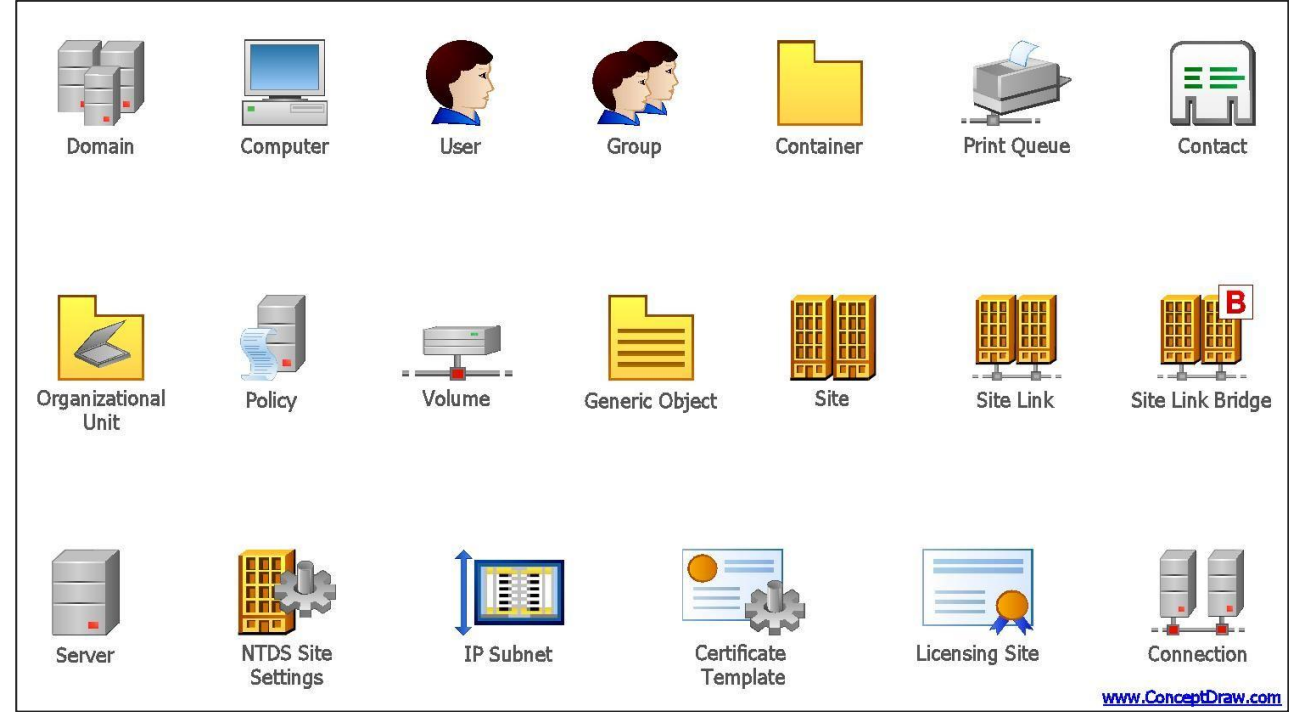 Domain
Computer
User
Group
Container
Print Queue
Contact
B
Organizational
Unit
Policy
Volume
Generic Object
Site
Site Link
Site Link Bridge
Server
NTDS Site
Settings
IP Subnet
Certificate
Template
Licensing Site
Connection
www.ConceptDraw.com